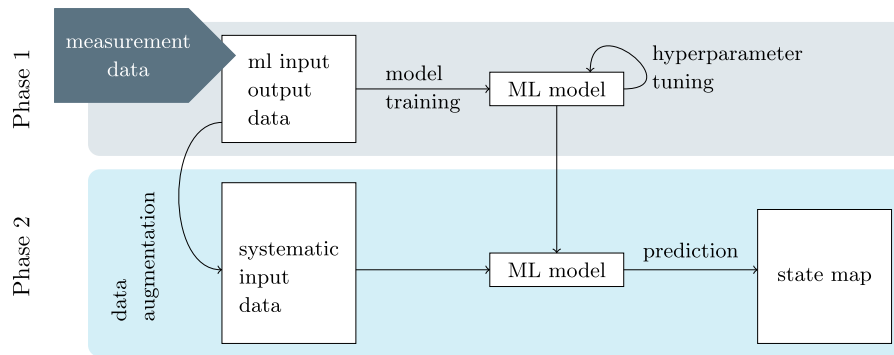 Phase 1
measurement
data
ml input
output
data
model
training
ML model
hyperparameter
tuning
Phase 2
data
augmentation
systematic
input
data
ML model
prediction
state map